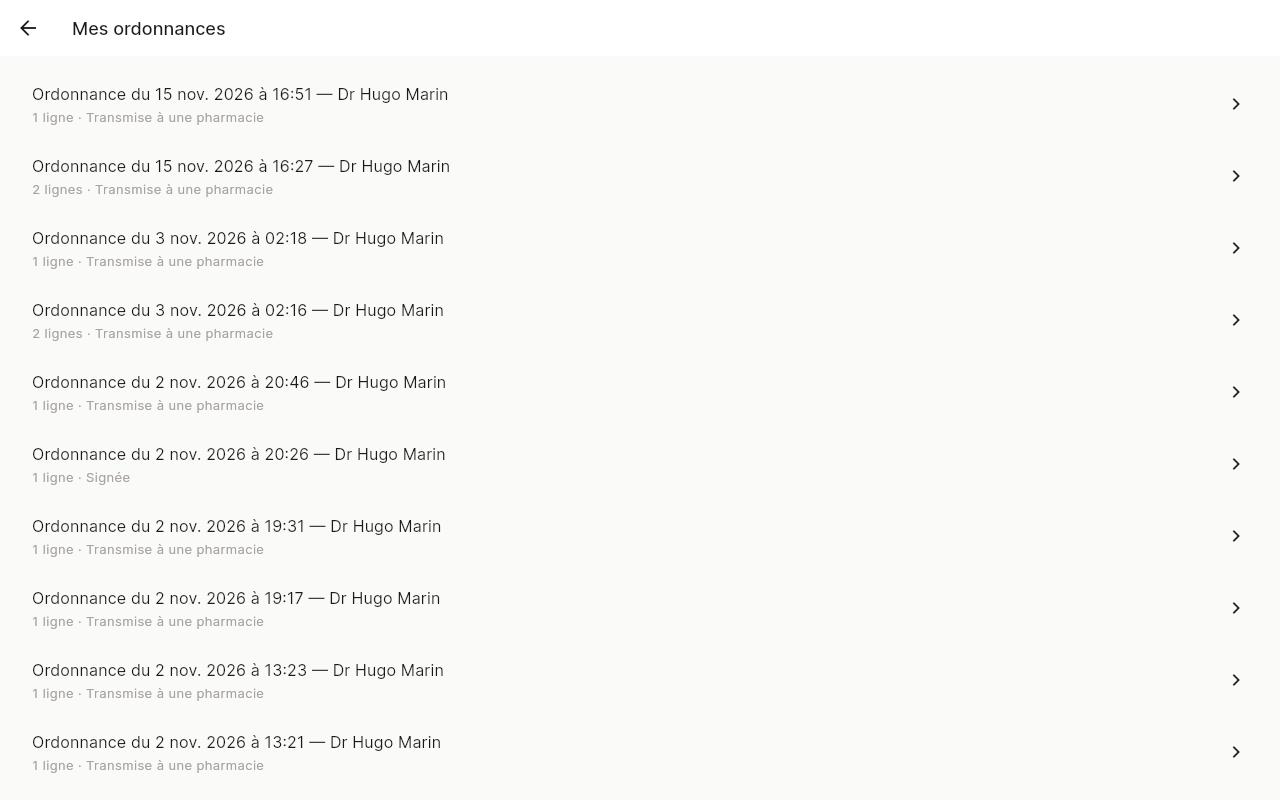 Mes ordonnances
Ordonnance du 15 nov. 2026 à 16:51 — Dr Hugo Marin
1 ligne · Transmise à une pharmacie
Ordonnance du 15 nov. 2026 à 16:27 — Dr Hugo Marin
2 lignes · Transmise à une pharmacie
Ordonnance du 3 nov. 2026 à 02:18 — Dr Hugo Marin
1 ligne · Transmise à une pharmacie
Ordonnance du 3 nov. 2026 à 02:16 — Dr Hugo Marin
2 lignes · Transmise à une pharmacie
Ordonnance du 2 nov. 2026 à 20:46 — Dr Hugo Marin
1 ligne · Transmise à une pharmacie
Ordonnance du 2 nov. 2026 à 20:26 — Dr Hugo Marin
1 ligne · Signée
Ordonnance du 2 nov. 2026 à 19:31 — Dr Hugo Marin
1 ligne · Transmise à une pharmacie
Ordonnance du 2 nov. 2026 à 19:17 — Dr Hugo Marin
1 ligne · Transmise à une pharmacie
Ordonnance du 2 nov. 2026 à 13:23 — Dr Hugo Marin
1 ligne · Transmise à une pharmacie
Ordonnance du 2 nov. 2026 à 13:21 — Dr Hugo Marin
1 ligne · Transmise à une pharmacie